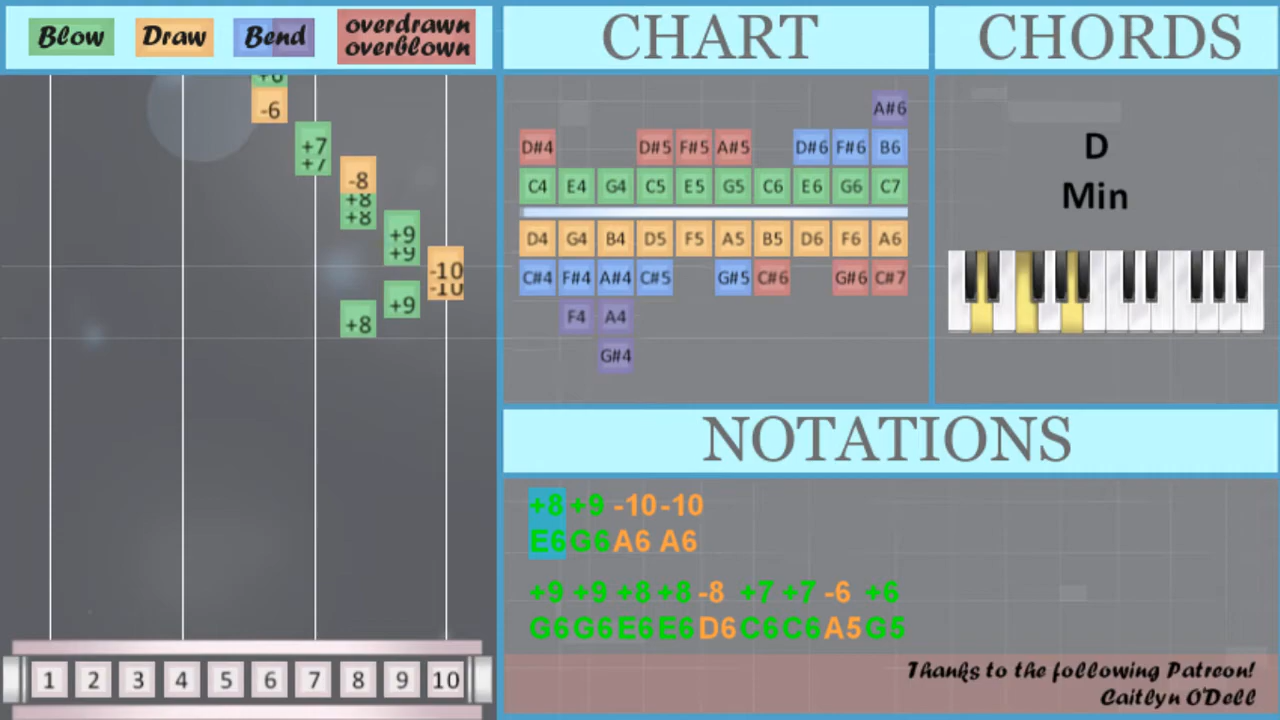 Blow Draw Bend overdrawn
overblown
CHART
CHORDS
+6
-6
+7
+7
-8
+8
+8
+9
+9
-10
-10
+9
+8
A#6
D#4 D#5 F#5 A#5 D#6 F#6 B6
C4 E4 G4 C5 E5 G5 C6 E6 G6 C7
D4 G4 B4 D5 F5 A5 B5 D6 F6 A6
C#4 F#4 A#4 C#5 G#5 C#6 G#6 C#7
F4 A4
G#4
D
Min
NOTATIONS
+8 +9 -10 -10
E6 G6 A6 A6
+9 +9 +8 +8 -8 +7 +7 -6 +6
G6 G6 E6 E6 D6 C6 C6 A5 G5
Thanks to the following Patreon!
Caitlyn O'Dell
1 2 3 4 5 6 7 8 9 10